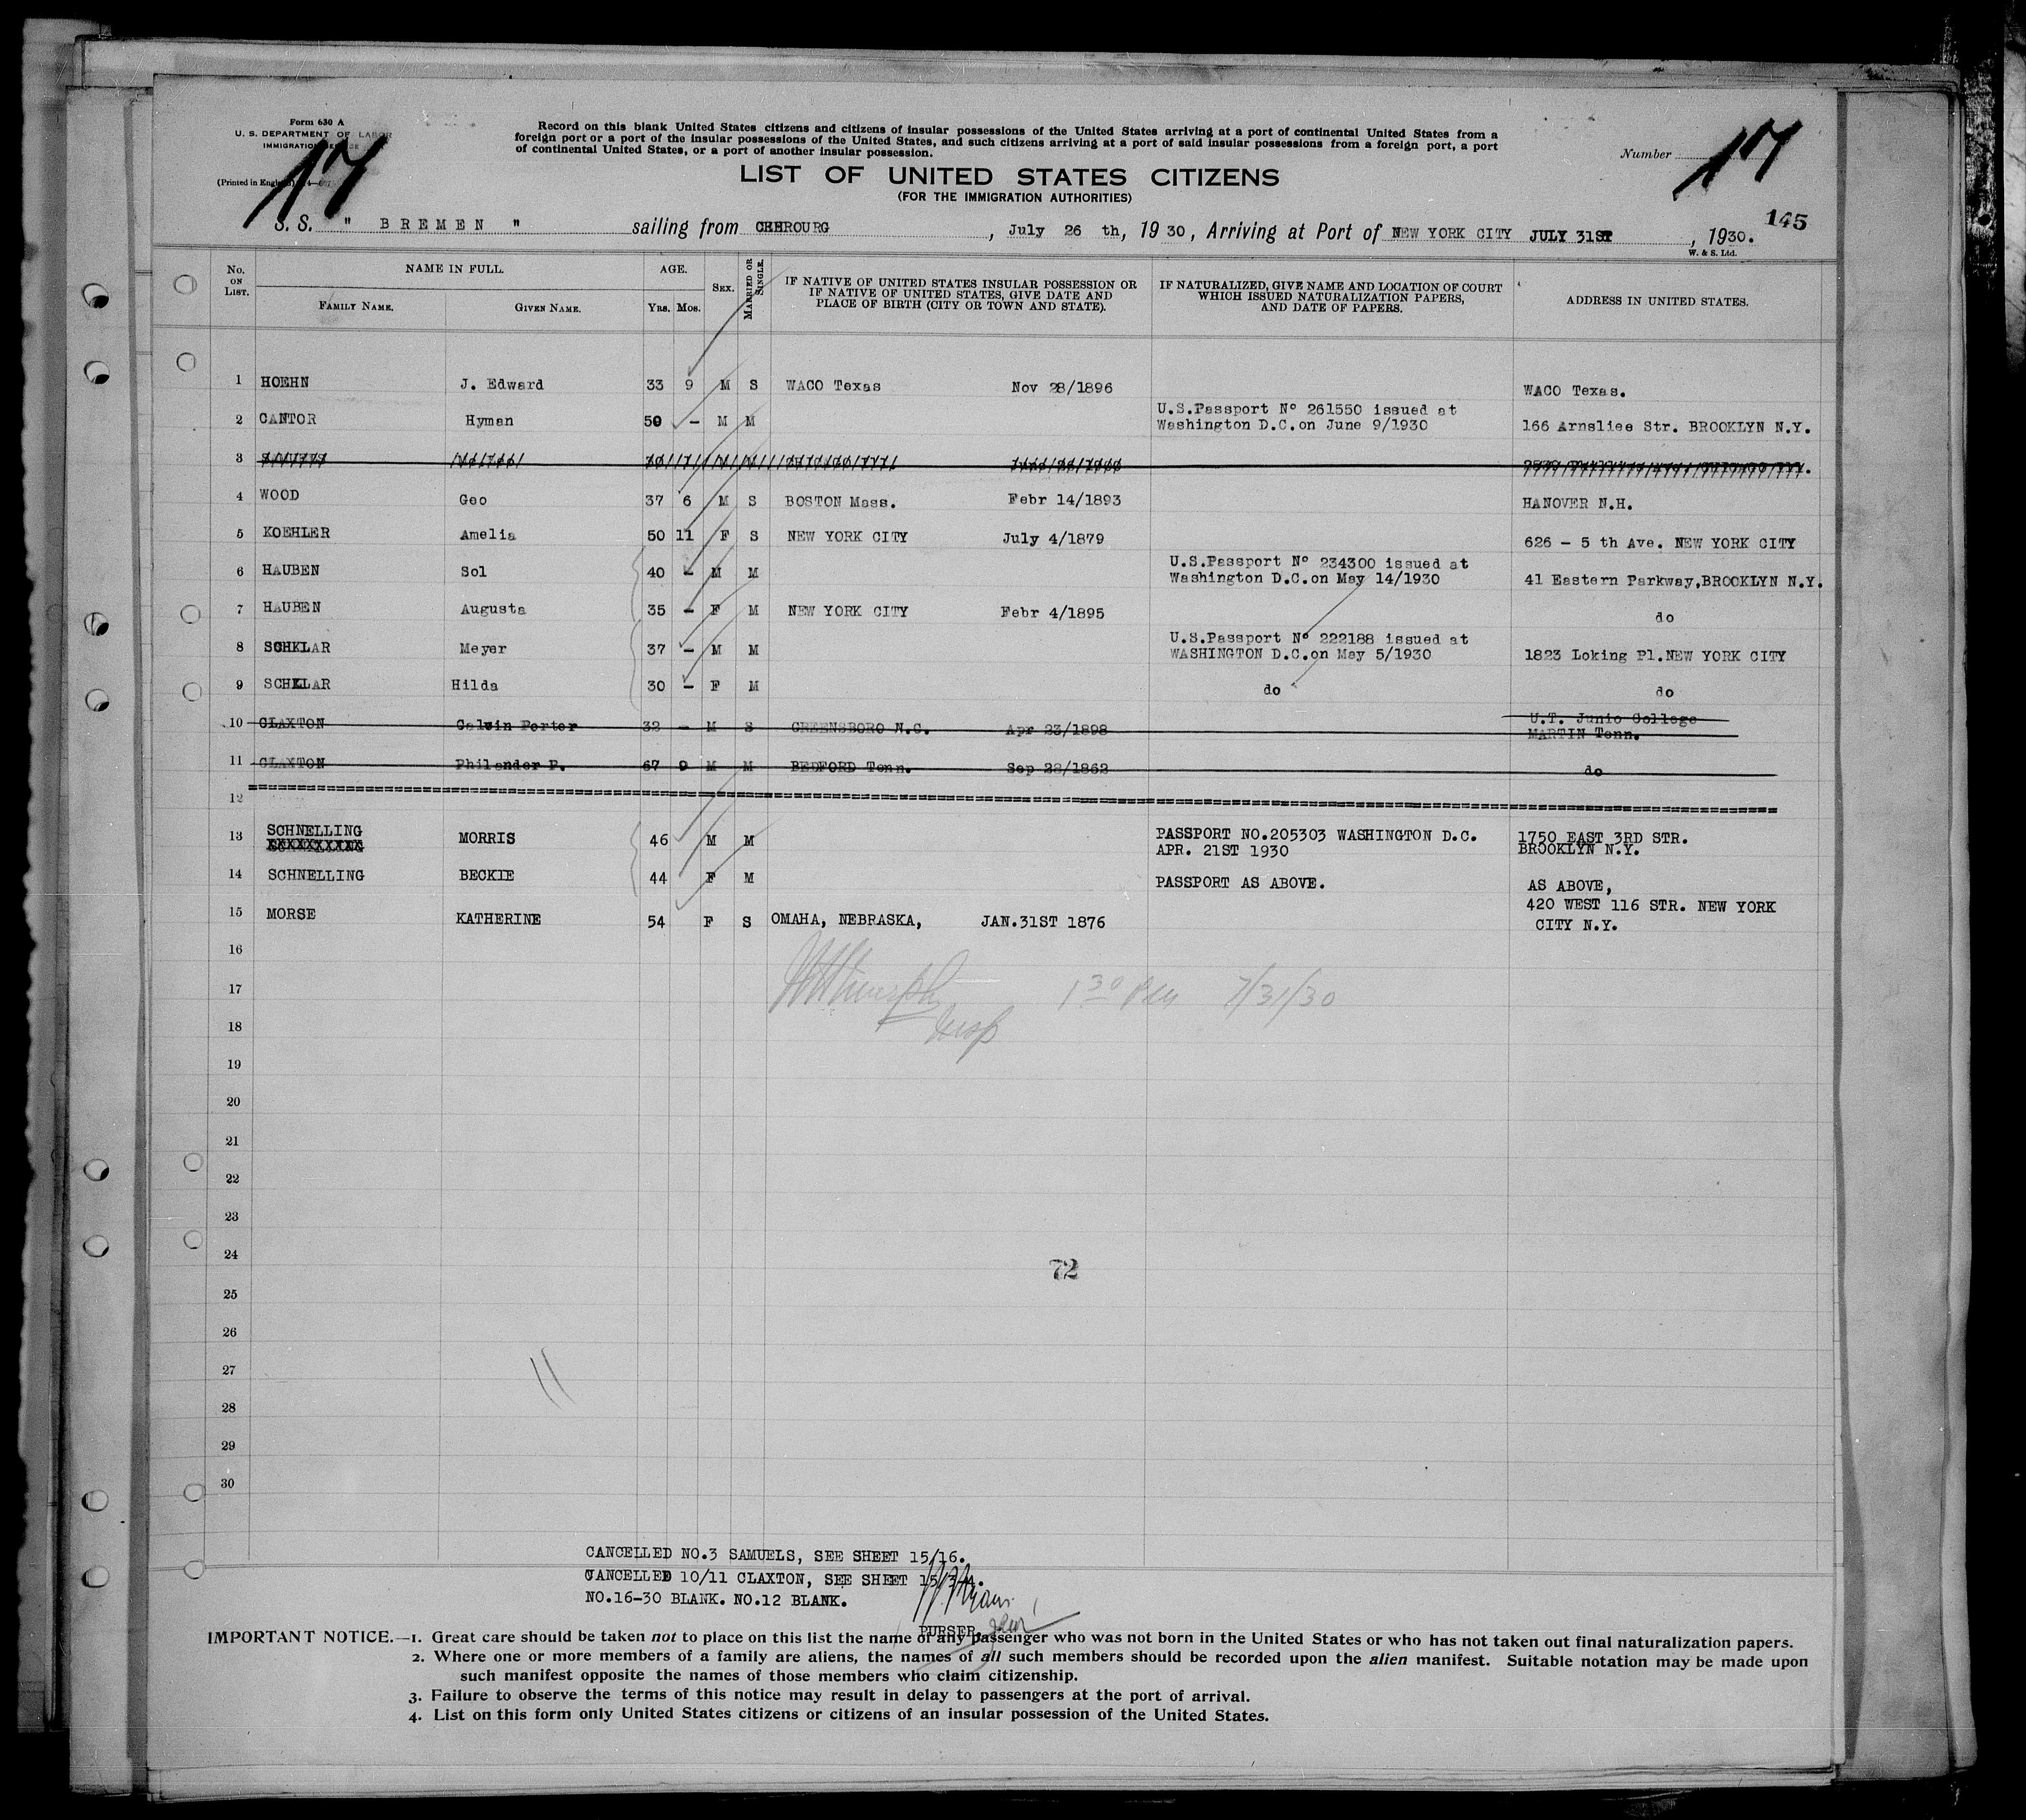 Form 630 A
U. S. DEPARTMENT OF LABOR
IMMIGRATION SERVICE
(Printed in England)
17
Record on this blank United States citizens and citizens of insular possessions of the United States arriving at a port of continental United States from a
foreign port or a port of the insular possessions of the United States, and such citizens arriving at a port of said insular possessions from a foreign port, a port
of continental United States, or a port of another insular possession.
Number 17
LIST OF UNITED STATES CITIZENS
(FOR THE IMMIGRATION AUTHORITIES)
145
S. S. " BREMEN " sailing from CHEROURG, July 26 th, 19 30, Arriving at Port of NEW YORK CITY JULY 31ST, 1930.
W. & S. Ltd.
No. ON LIST. NAME IN FULL. FAMILY NAME. GIVEN NAME. AGE. YRS. MOS. SEX. MARRIED OR SINGLE. IF NATIVE OF UNITED STATES INSULAR POSSESSION OR IF NATIVE OF UNITED STATES, GIVE DATE AND PLACE OF BIRTH (CITY OR TOWN AND STATE). IF NATURALIZED, GIVE NAME AND LOCATION OF COURT WHICH ISSUED NATURALIZATION PAPERS, AND DATE OF PAPERS. ADDRESS IN UNITED STATES.
1 HOEHN J. Edward 33 9 M S WACO Texas Nov 28/1896 WACO Texas.
2 CANTOR Hyman 50 - M M U.S.Passport Nº 261550 issued at Washington D.C.on June 9/1930 166 Arnsliee Str. BROOKLYN N.Y.
3
4 WOOD Geo 37 6 M S BOSTON Mass. Febr 14/1893 HANOVER N.H.
5 KOEHLER Amelia 50 11 F S NEW YORK CITY July 4/1879 626 - 5 th Ave. NEW YORK CITY
6 HAUBEN Sol 40 - M M U.S.Passport Nº 234300 issued at Washington D.C.on May 14/1930 41 Eastern Parkway,BROOKLYN N.Y.
7 HAUBEN Augusta 35 - F M NEW YORK CITY Febr 4/1895 do
8 SCHKLAR Meyer 37 - M M U.S.Passport Nº 222188 issued at WASHINGTON D.C.on May 5/1930 1823 Loking Pl.NEW YORK CITY
9 SCHKLAR Hilda 30 - F M do do
10 CLAXTON Calvin Porter 32 - M S GREENSBORO N.C. Apr 23/1898 U.T. Junio College MARTIN Tenn.
11 CLAXTON Philander P. 67 9 M M BEDFORD Tenn. Sep 28/1862 do
12
13 SCHNELLING XXXXXXXXXX MORRIS 46 M M PASSPORT NO.205303 WASHINGTON D.C. APR. 21ST 1930 1750 EAST 3RD STR. BROOKLYN N.Y.
14 SCHNELLING BECKIE 44 F M PASSPORT AS ABOVE. AS ABOVE,
15 MORSE KATHERINE 54 F S OMAHA, NEBRASKA, JAN.31ST 1876 420 WEST 116 STR. NEW YORK CITY N.Y.
16
17 1 30 PM 7/31/30
18 Insp
19
20
21
22
23
24
72
25
26
27
28
29
30
CANCELLED NO.3 SAMUELS, SEE SHEET 15/16.
CANCELLED 10/11 CLAXTON, SEE SHEET 15/34.
NO.16-30 BLANK. NO.12 BLANK.
PURSER.
IMPORTANT NOTICE.—1. Great care should be taken not to place on this list the name of any passenger who was not born in the United States or who has not taken out final naturalization papers.
2. Where one or more members of a family are aliens, the names of all such members should be recorded upon the alien manifest. Suitable notation may be made upon
such manifest opposite the names of those members who claim citizenship.
3. Failure to observe the terms of this notice may result in delay to passengers at the port of arrival.
4. List on this form only United States citizens or citizens of an insular possession of the United States.